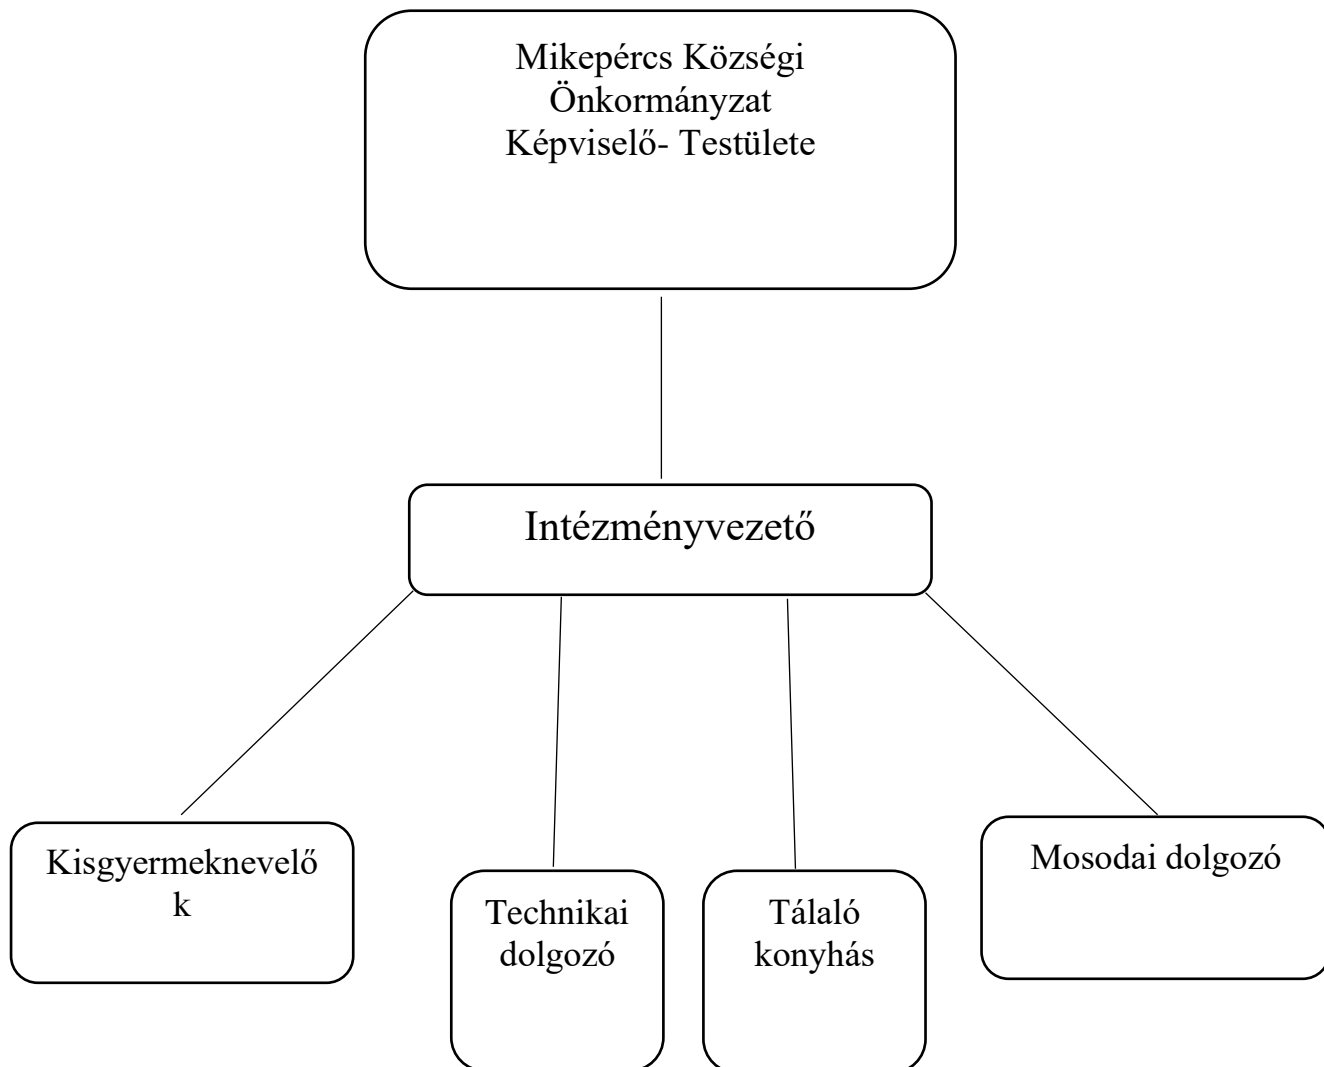 Mikepércs Községi
Önkormányzat
Képviselő- Testülete
Intézményvezető
Kisgyermeknevelő
k
Technikai
dolgozó
Tálaló
konyhás
Mosodai dolgozó